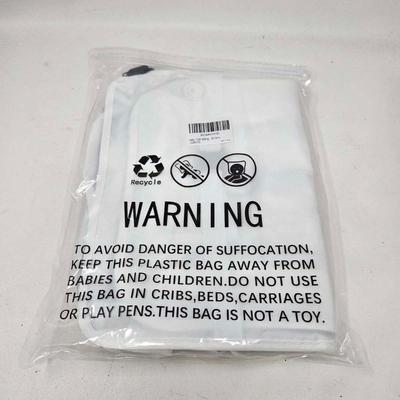 Recycle
WARNING
TO AVOID DANGER OF SUFFOCATION,
KEEP THIS PLASTIC BAG AWAY FROM
BABIES AND CHILDREN.DO NOT USE
THIS BAG IN CRIBS,BEDS,CARRIAGES
OR PLAY PENS.THIS BAG IS NOT A TOY.